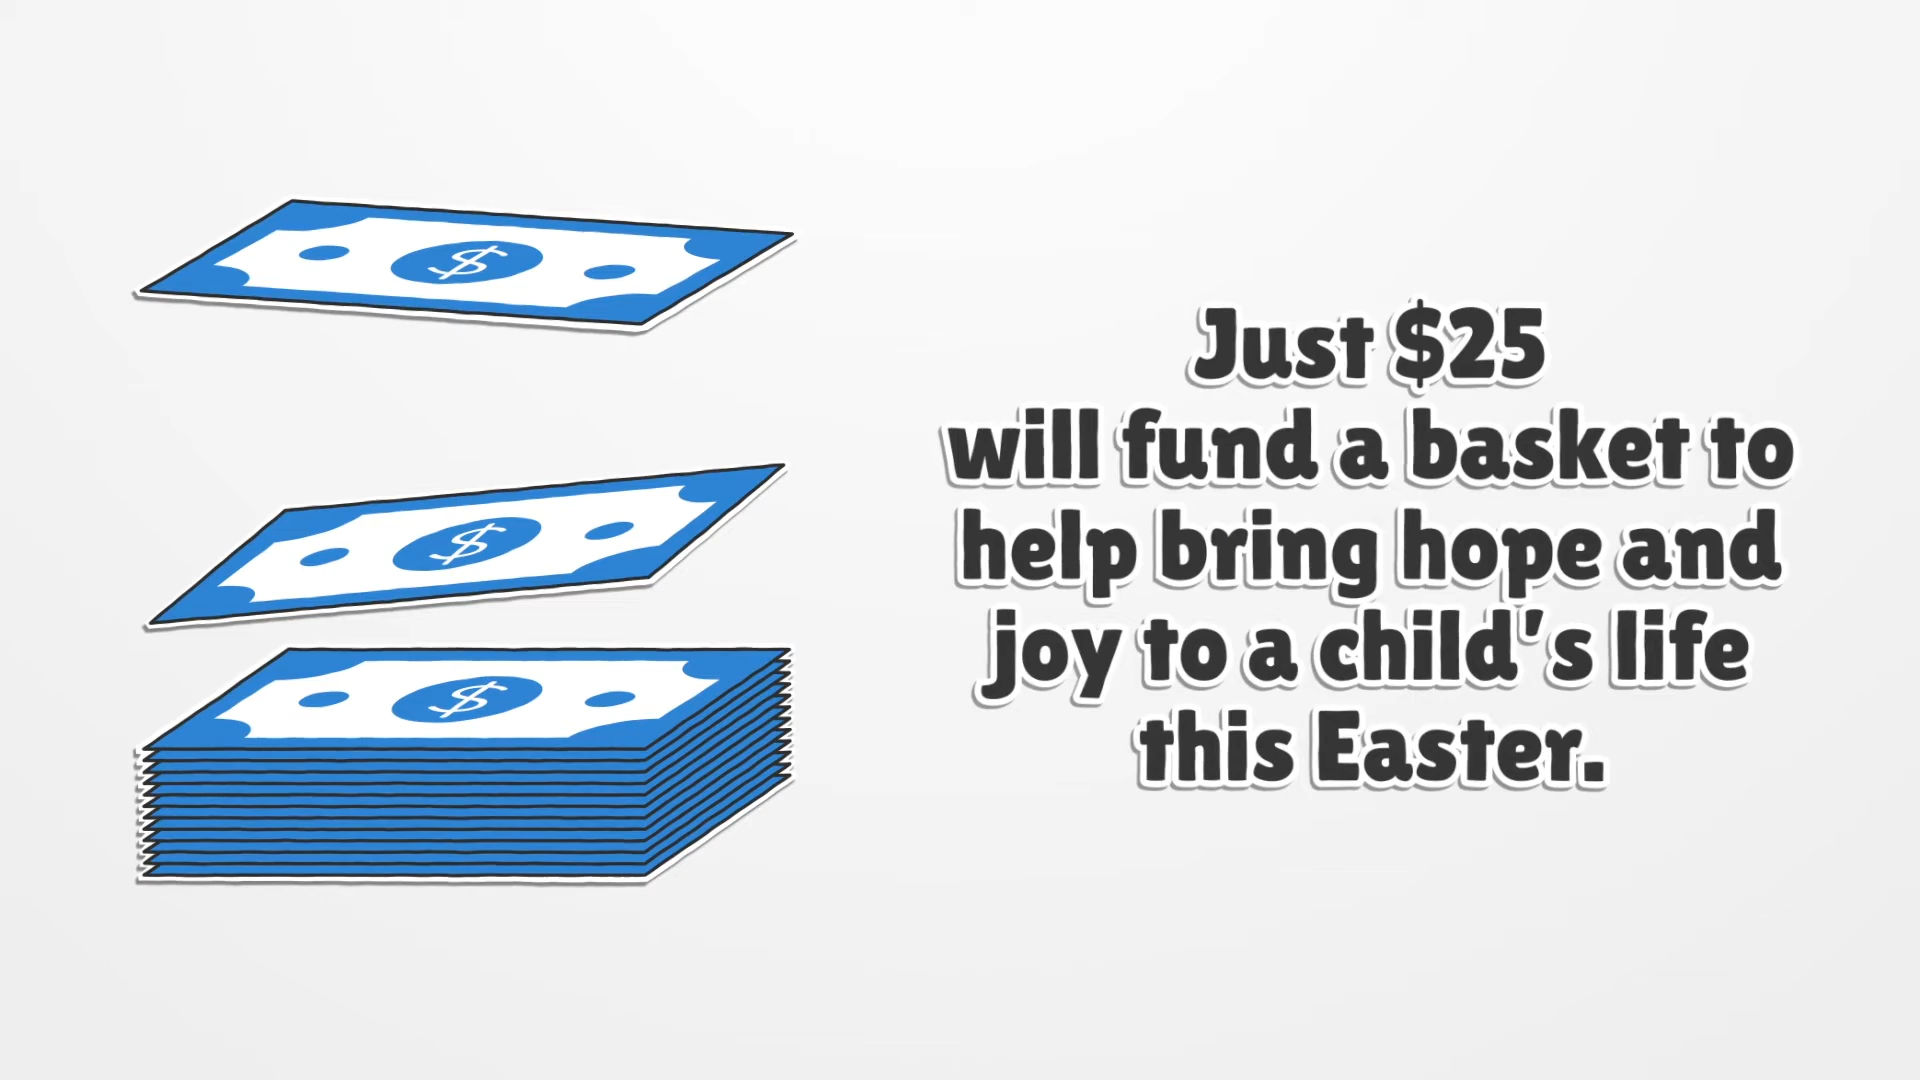 Just $25
will fund a basket to
help bring hope and
joy to a child's life
this Easter.
$
$
$